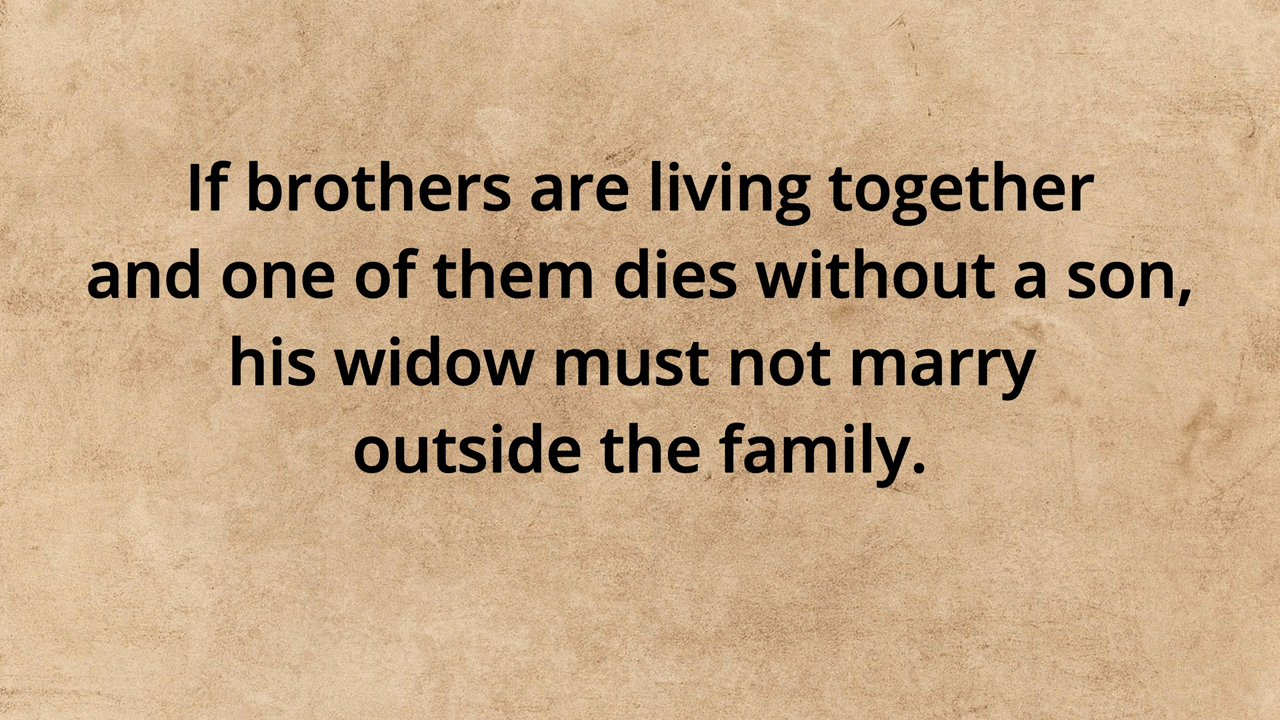 If brothers are living together
and one of them dies without a son,
his widow must not marry
outside the family.